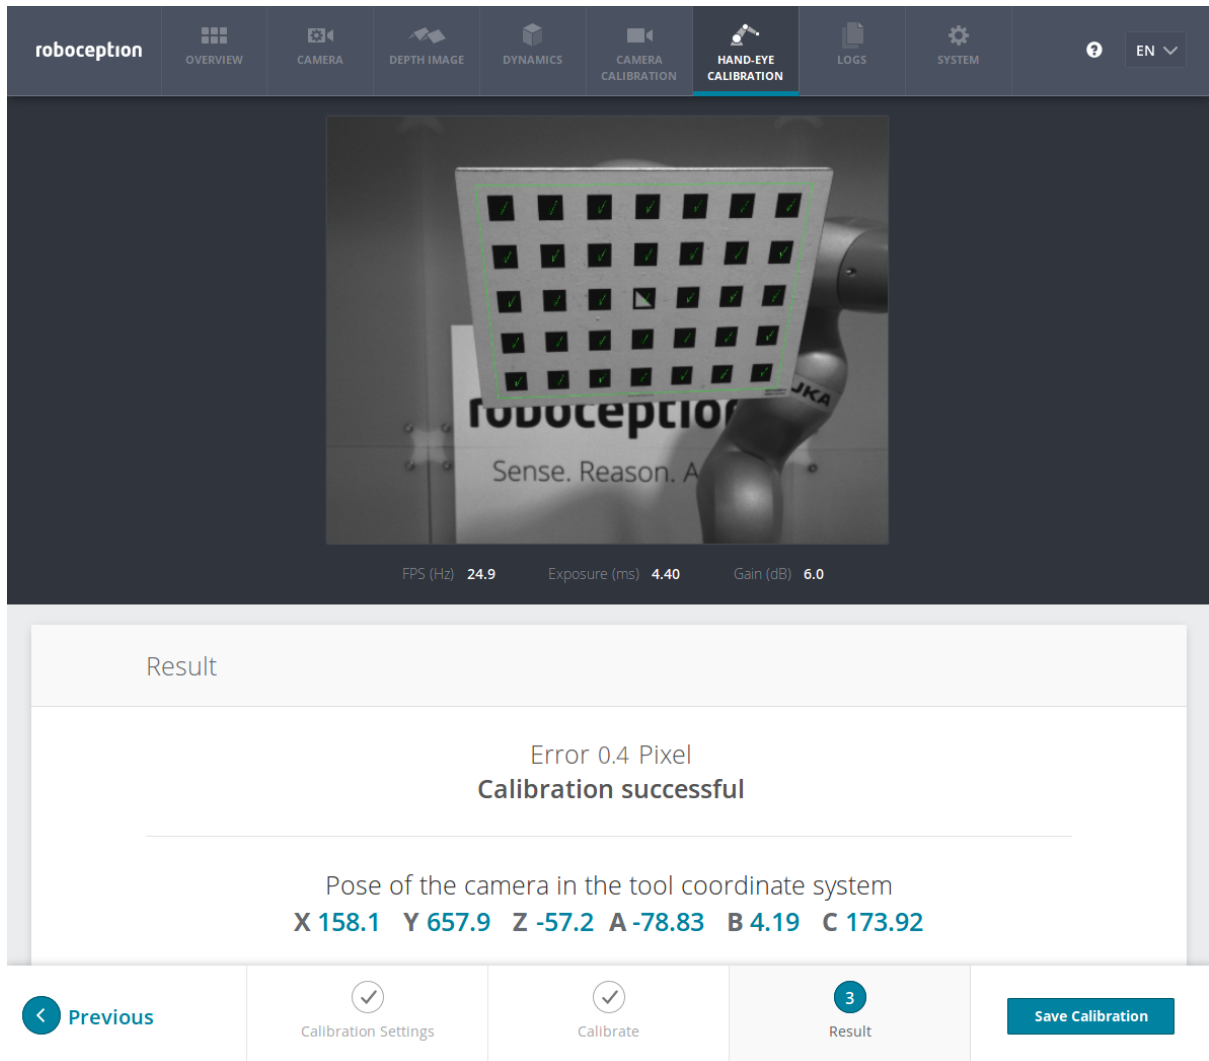 roboception
OVERVIEW
CAMERA
DEPTH IMAGE
DYNAMICS
CAMERA
CALIBRATION
HAND-EYE
CALIBRATION
LOGS
SYSTEM
?
EN
roboception
Sense. Reason. A
UKA
FPS (Hz) 24.9 Exposure (ms) 4.40 Gain (dB) 6.0
Result
Error 0.4 Pixel
Calibration successful
Pose of the camera in the tool coordinate system
X 158.1 Y 657.9 Z -57.2 A -78.83 B 4.19 C 173.92
Previous
Calibration Settings
Calibrate
3
Result
Save Calibration